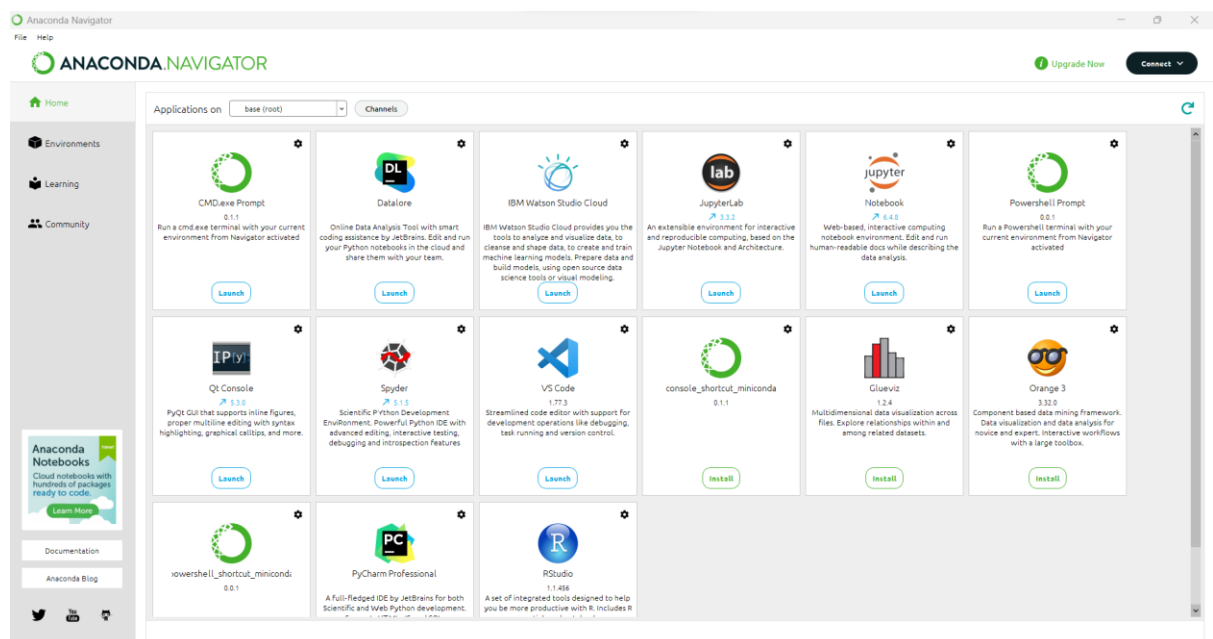 Anaconda Navigator
File Help
ANACONDA.NAVIGATOR
Upgrade Now
Connect
Home
Environments
Learning
Community
Applications on base (root) Channels
DL
CMD.exe Prompt
0.1.1
Run a cmd.exe terminal with your current
environment from Navigator activated
Launch
Datalore
Online Data Analysis Tool with smart
coding assistance by JetBrains. Edit and run
your Python notebooks in the cloud and
share them with your team.
Launch
IBM Watson Studio Cloud
IBM Watson Studio Cloud provides you the
tools to analyze and visualize data, to
cleanse and shape data, to create and train
machine learning models. Prepare data and
build models, using open source data
science tools or visual modeling.
Launch
lab
JupyterLab
3.3.2
An extensible environment for interactive
and reproducible computing, based on the
Jupyter Notebook and Architecture.
Launch
jupyter
Notebook
6.4.8
Web-based, interactive computing
notebook environment. Edit and run
human-readable docs while describing the
data analysis.
Launch
Powershell Prompt
0.0.1
Run a Powershell terminal with your
current environment from Navigator
activated
Launch
IP[y]:
Qt Console
5.3.0
PyQt GUI that supports inline figures,
proper multiline editing with syntax
highlighting, graphical calltips, and more.
Launch
Spyder
5.1.5
Scientific PYthon Development
EnviRonment. Powerful Python IDE with
advanced editing, interactive testing,
debugging and introspection features
Launch
VS Code
1.77.3
Streamlined code editor with support for
development operations like debugging,
task running and version control.
Launch
console_shortcut_miniconda
0.1.1
Install
Glueviz
1.2.4
Multidimensional data visualization across
files. Explore relationships within and
among related datasets.
Install
Orange 3
3.32.0
Component based data mining framework.
Data visualization and data analysis for
novice and expert. Interactive workflows
with a large toolbox.
Install
powershell_shortcut_miniconda
0.0.1
PC
PyCharm Professional
A full-fledged IDE by JetBrains for both
Scientific and Web Python development.
R
RStudio
1.1.456
A set of integrated tools designed to help
you be more productive with R. Includes R
Anaconda
Notebooks
Cloud notebooks with
hundreds of packages
ready to code.
Learn More
Documentation
Anaconda Blog
You
Tube